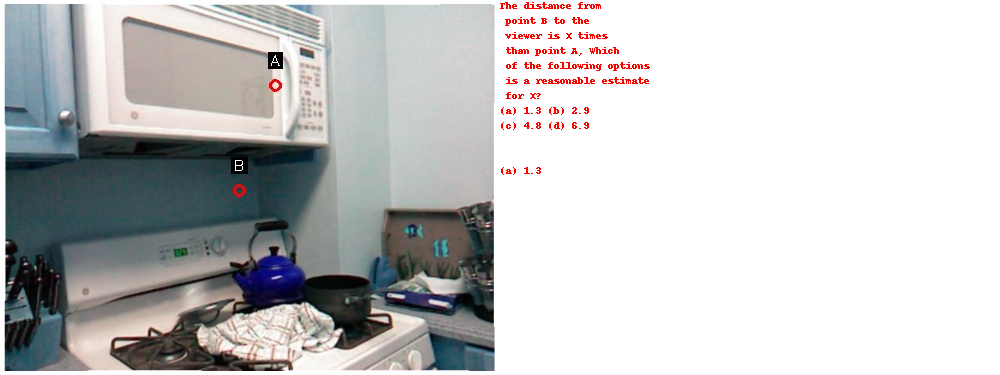 The distance from
point B to the
viewer is X times
than point A, Which
of the following options
is a reasonable estimate
for X?
(a) 1.3 (b) 2.9
(c) 4.8 (d) 6.9
(a) 1.3
A
B